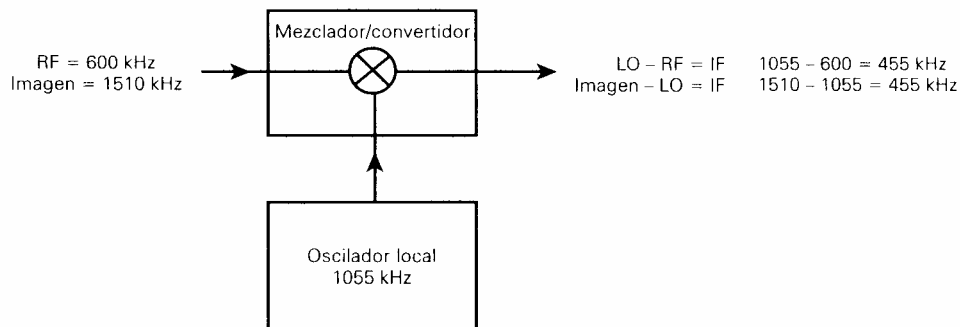 Mezclador/convertidor
RF = 600 kHz
Imagen = 1510 kHz
LO – RF = IF 1055 – 600 = 455 kHz
Imagen – LO = IF 1510 – 1055 = 455 kHz
Oscilador local
1055 kHz